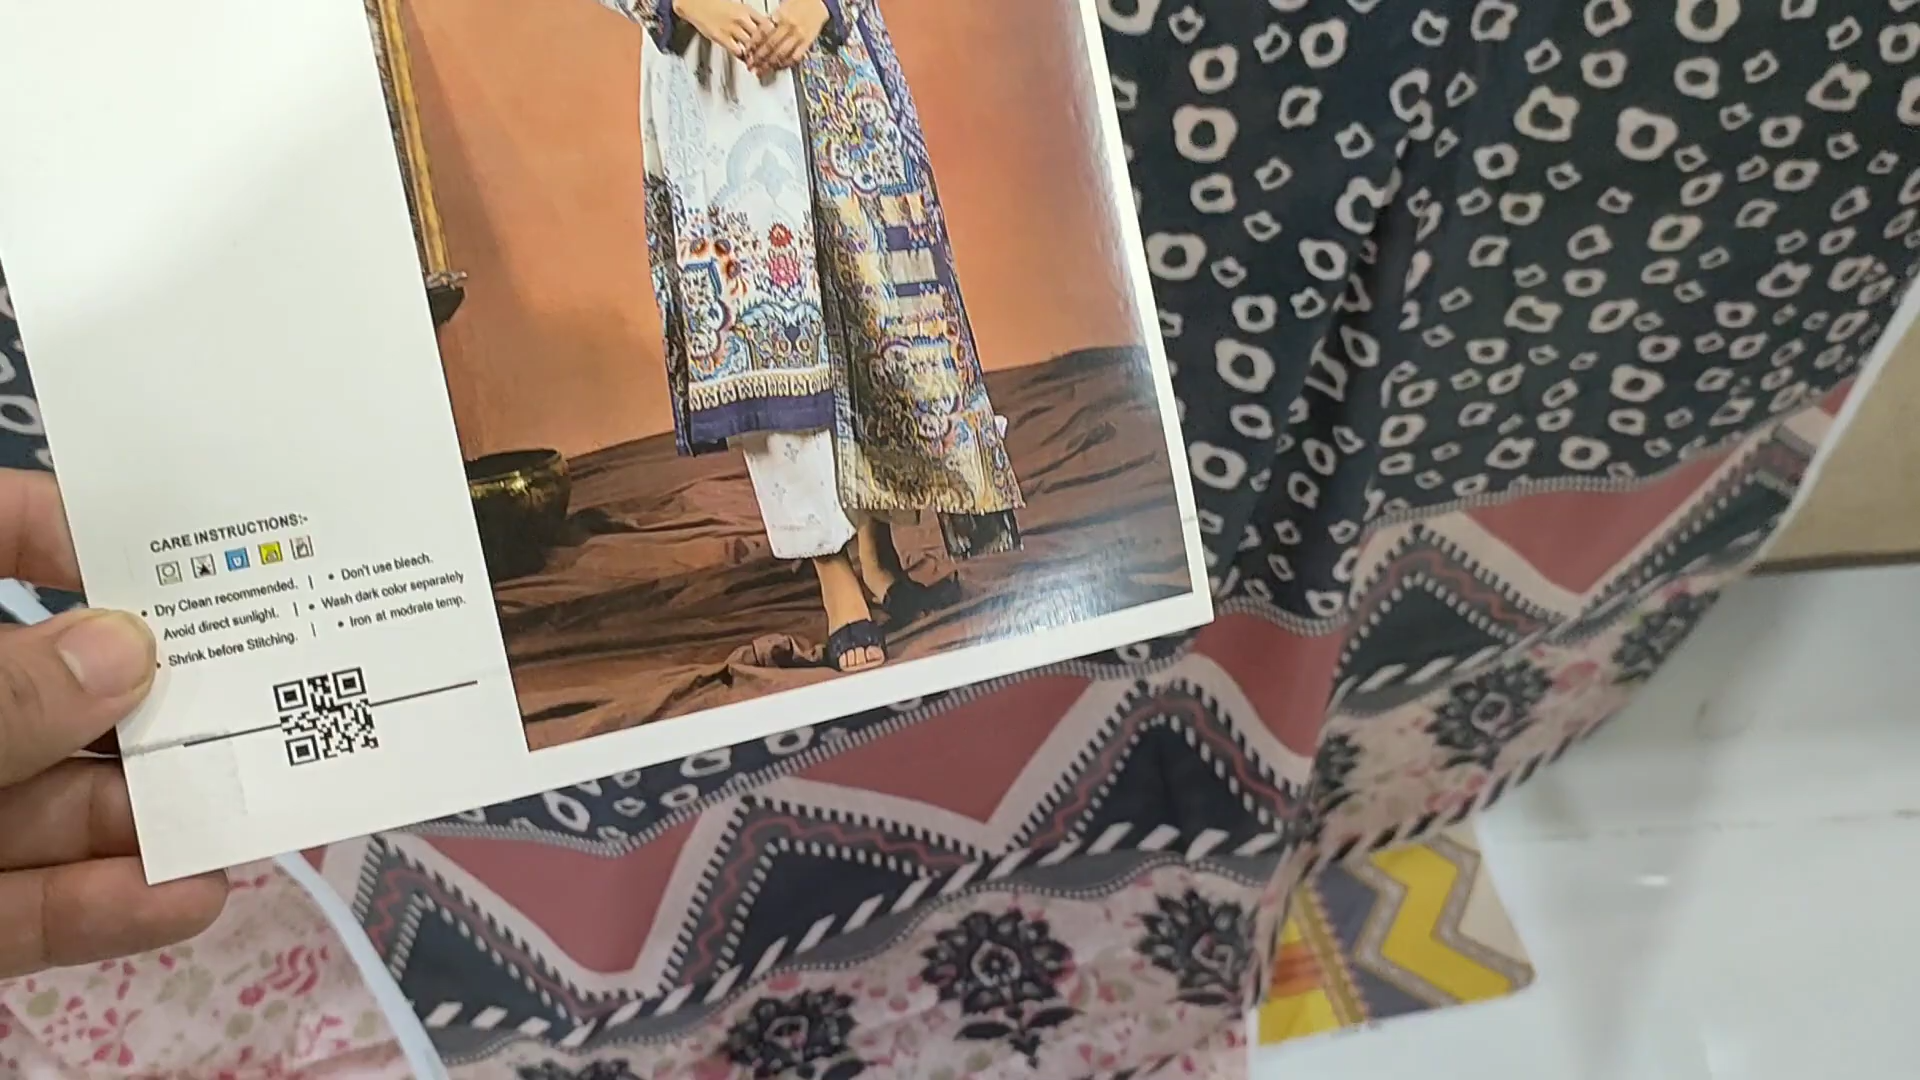 CARE INSTRUCTIONS:-
• Dry Clean recommended. | • Don't use bleach.
Avoid direct sunlight. | • Wash dark color separately
• Shrink before Stitching. | • Iron at modrate temp.